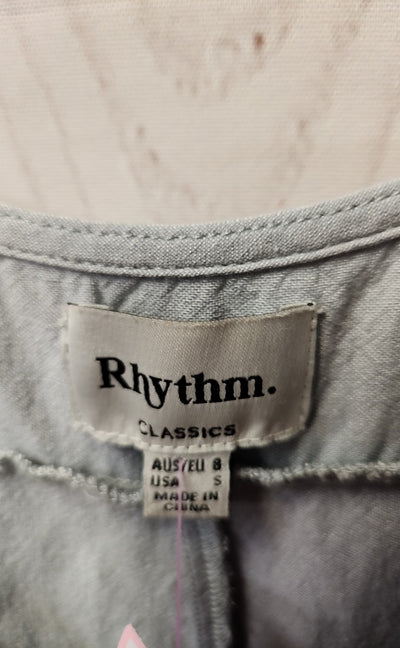 Rhythm.
CLASSICS
AUS/EU 8
USA S
MADE IN
CHINA